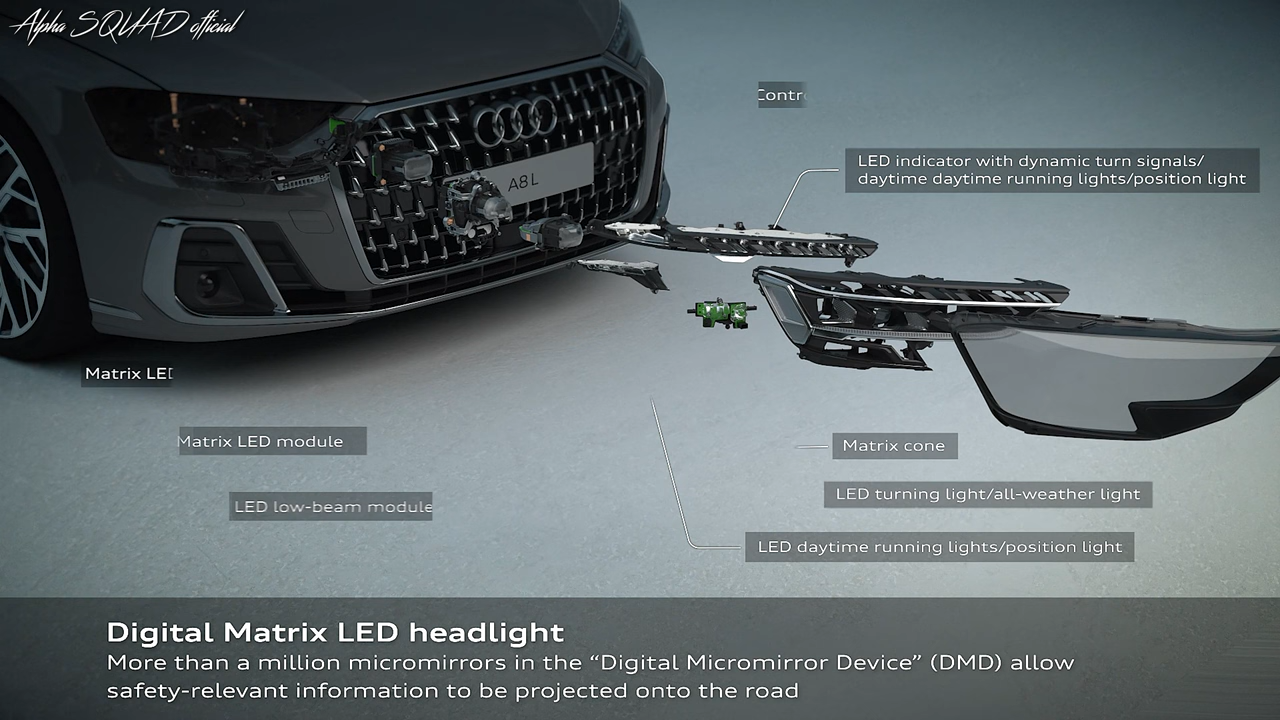 Alpha SQUAD official
A8 L
Contr
LED indicator with dynamic turn signals/
daytime daytime running lights/position light
Matrix LE
Matrix LED module
LED low-beam module
Matrix cone
LED turning light/all-weather light
LED daytime running lights/position light
Digital Matrix LED headlight
More than a million micromirrors in the “Digital Micromirror Device” (DMD) allow
safety-relevant information to be projected onto the road